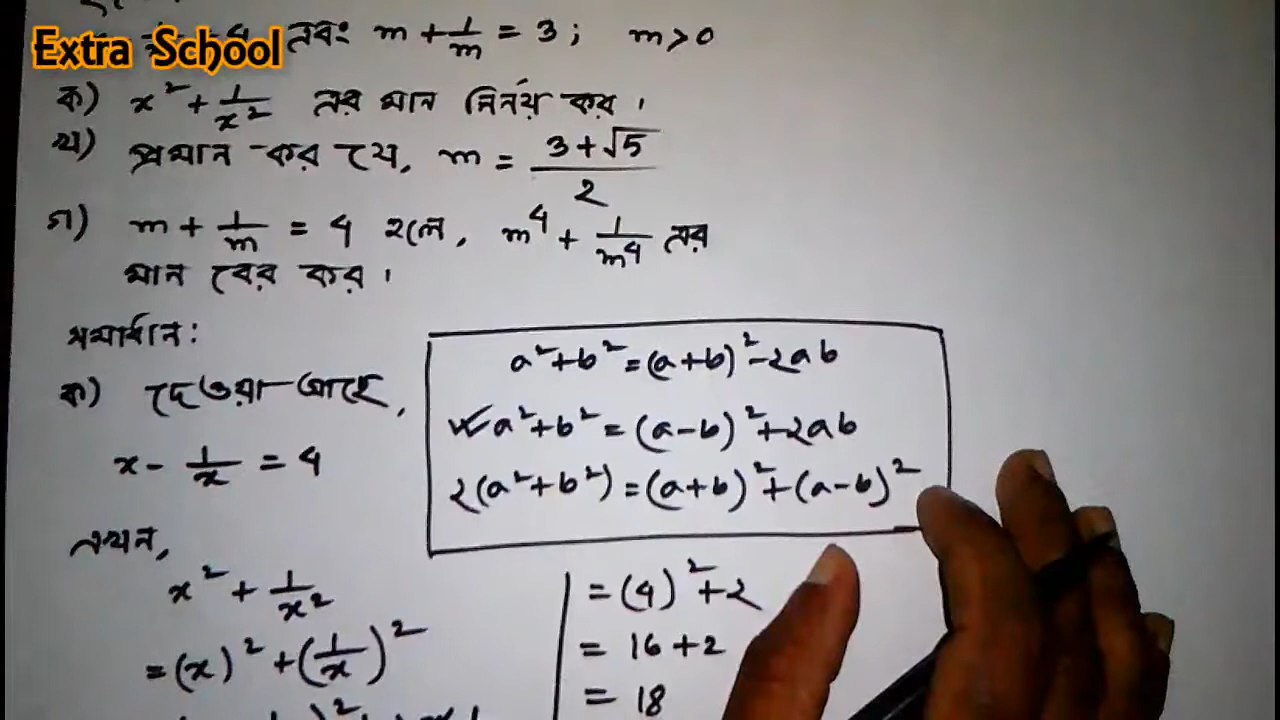 Extra School
এবং m + 1/m = 3; m > 0
ক) x² + 1/x² এর মান নির্নয় কর।
খ) প্রমান কর যে, m = (3+√5)/2
গ) m + 1/m = 4 হলে, m⁴ + 1/m⁴ এর
মান বের কর।
সমাধান:
ক) দেওয়া আছে,
x - 1/x = 4
এখন,
x² + 1/x²
= (x)² + (1/x)²
a² + b² = (a+b)² - 2ab
✓ a² + b² = (a-b)² + 2ab
2(a² + b²) = (a+b)² + (a-b)²
= (4)² + 2
= 16 + 2
= 18